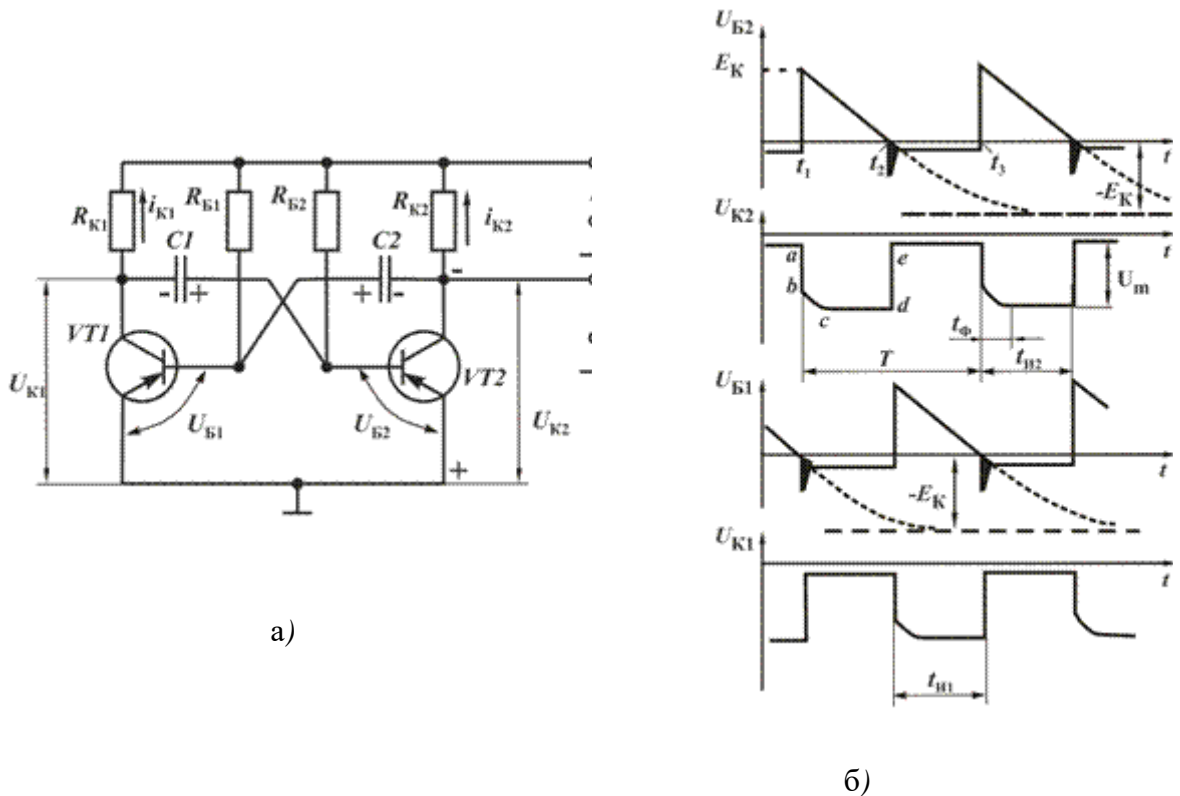 R_К1
i_К1
R_Б1
R_Б2
R_К2
i_К2
C1
C2
-
- +
+ -
VT1
VT2
U_К1
U_Б1
U_Б2
U_К2
+
а)
U_Б2
E_К
t_1
t_2
t_3
t
-E_К
U_К2
a
b
c
d
e
U_m
t_Ф
t_И2
T
U_Б1
t
-E_К
U_К1
t
t_И1
б)